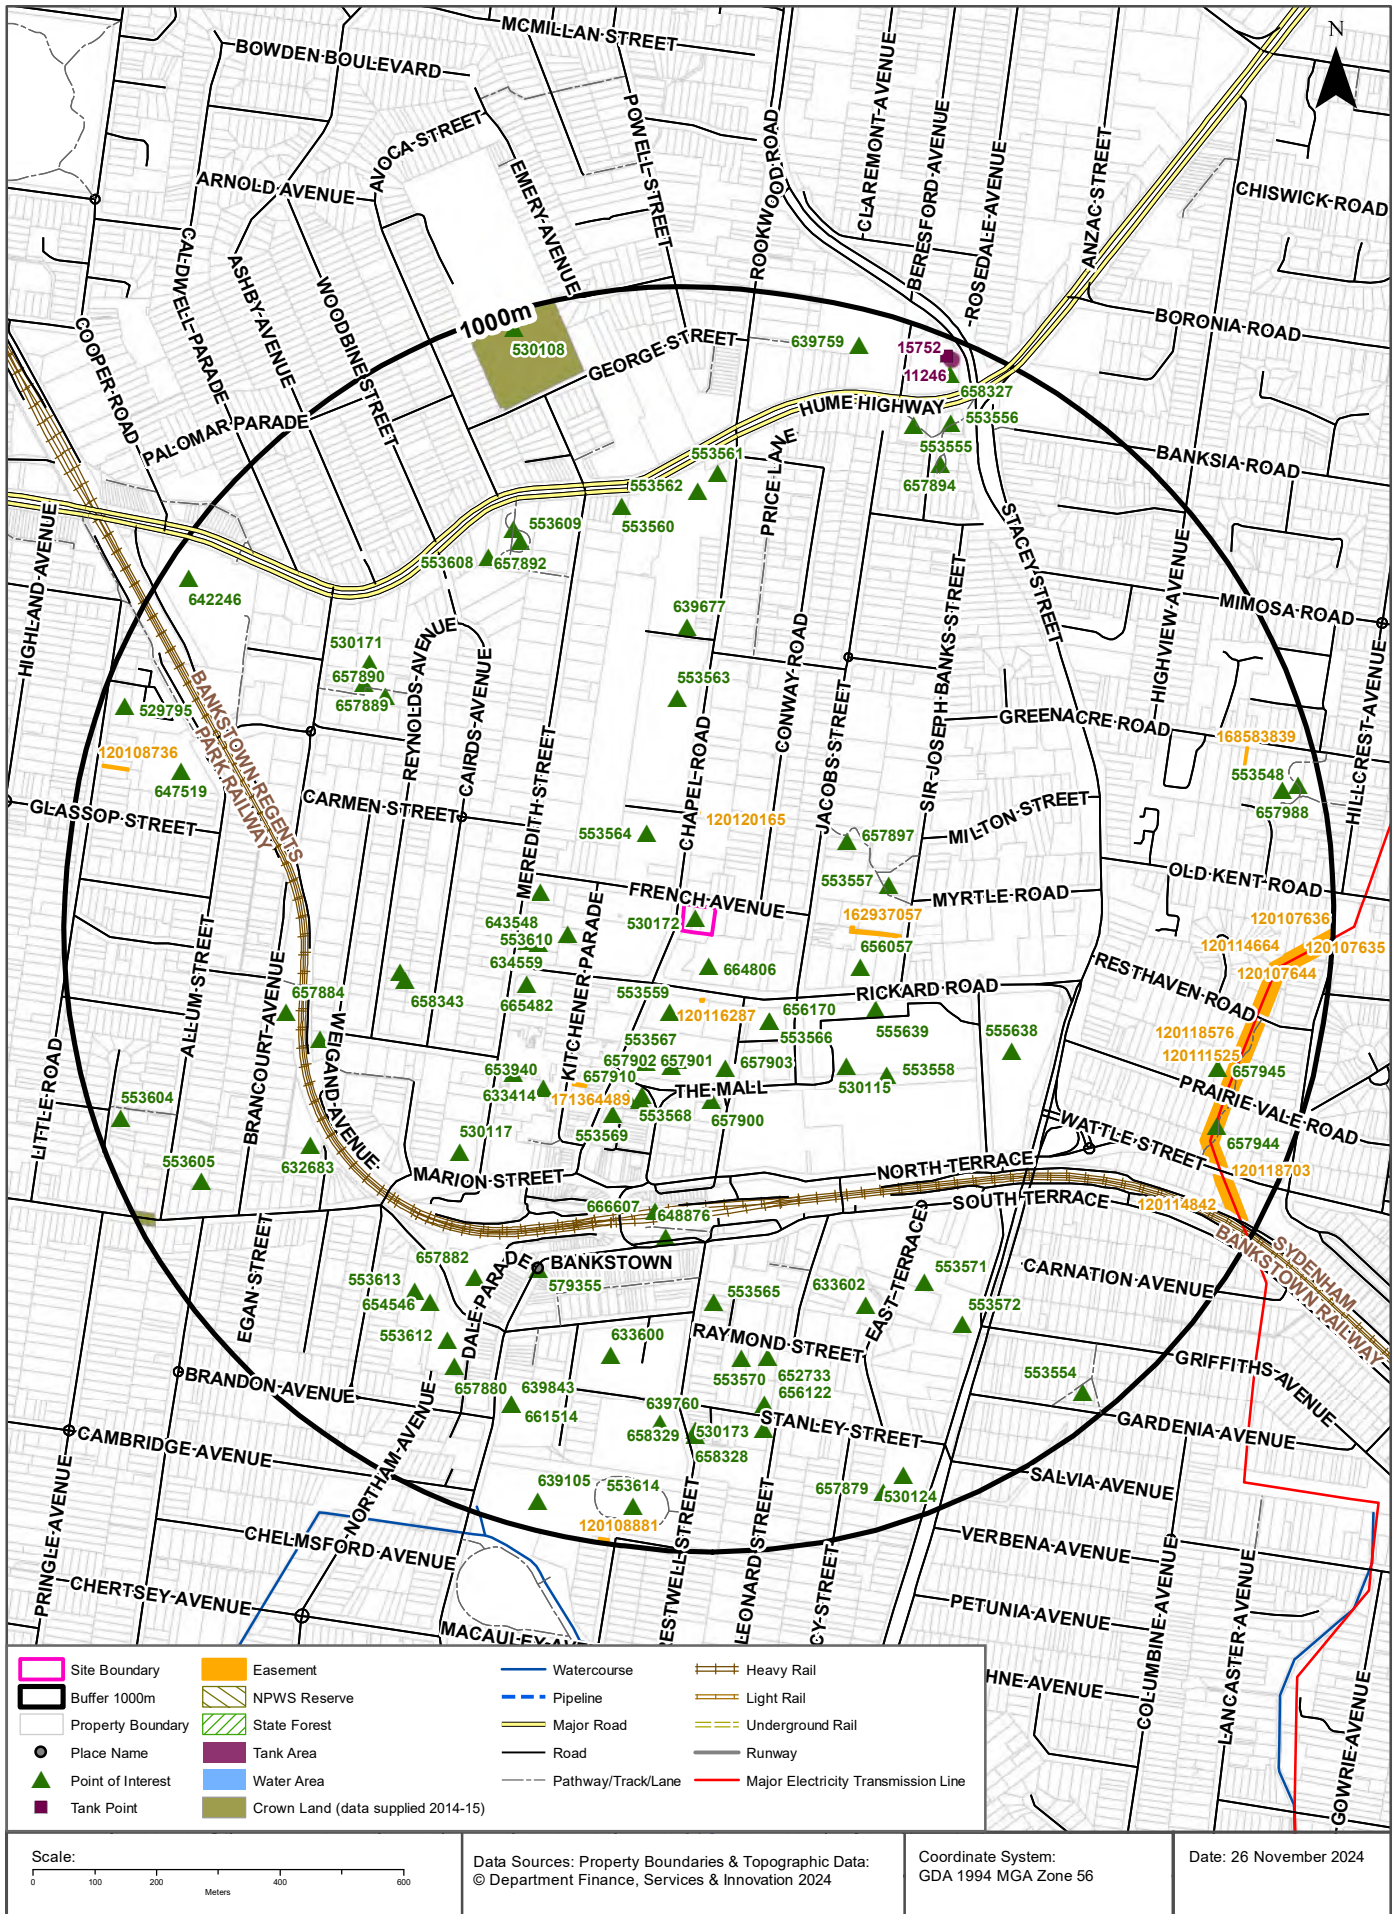 MCMILLAN STREET
N
BOWDEN BOULEVARD
CLAREMONT AVENUE
POWELL STREET
BERESFORD AVENUE
AVOCA STREET
ROOKWOOD ROAD
ANZAC STREET
ROSEDALE AVENUE
EMERY AVENUE
ARNOLD AVENUE
CHISWICK ROAD
CALDWELL PARADE
ASHBY AVENUE
WOODBINE STREET
1000m
BORONIA ROAD
COOPER ROAD
530108
GEORGE STREET
639759
15752
11246
658327
HUME HIGHWAY
553556
PALOMAR PARADE
553555
PRICE LANE
553561
BANKSIA ROAD
657894
553562
553560
553609
STACEY STREET
HIGHLAND AVENUE
553608
657892
HIGHVIEW AVENUE
642246
SIR JOSEPH BANKS STREET
MIMOSA ROAD
639677
530171
REYNOLDS AVENUE
CONWAY ROAD
657890
CAIRDS AVENUE
553563
657889
BANKSTOWN REGENTS
PARK RAILWAY
529795
JACOBS STREET
GREENACRE ROAD
168583839
120108736
MEREDITH STREET
CHAPEL ROAD
553548
647519
HILLCREST AVENUE
657988
GLASSOP STREET
CARMEN STREET
MILTON STREET
120120165
553564
657897
OLD KENT ROAD
553557
FRENCH AVENUE
MYRTLE ROAD
530172
162937057
643548
KITCHENER PARADE
553610
656057
120107636
120114664
120107635
ALLUM STREET
634559
664806
120107644
RESTHAVEN ROAD
BRANCOURT AVENUE
658343
665482
RICKARD ROAD
657884
553559
656170
120116287
WEIGAND AVENUE
553567
553566
555639
555638
120118576
657902
657901
657903
120111525
LITTLE ROAD
653940
657910
657945
553558
530115
THE MALL
633414
171364489
PRAIRIE VALE ROAD
553604
553568
657900
WATTLE STREET
553569
657944
530117
553605
632683
MARION STREET
NORTH TERRACE
120118703
SOUTH TERRACE
120114842
666607
648876
EGAN STREET
SYDENHAM
BANKSTOWN RAILWAY
657882
DALE PARADE
BANKSTOWN
579355
CARNATION AVENUE
553571
553613
633602
EAST TERRACE
553565
654546
553572
553612
633600
RAYMOND STREET
GRIFFITHS AVENUE
553570
652733
553554
BRANDON AVENUE
657880
639843
656122
661514
639760
STANLEY STREET
GARDENIA AVENUE
CAMBRIDGE AVENUE
658329
530173
658328
NORTHAM AVENUE
SALVIA AVENUE
639105
553614
657879
530124
PRINGLE AVENUE
120108881
CHELMSFORD AVENUE
VERBENA AVENUE
RESTWELL STREET
LEONARD STREET
CY STREET
COLUMBINE AVENUE
LANCASTER AVENUE
CHERTSEY AVENUE
PETUNIA AVENUE
MACAULEY AV
HNE AVENUE
GOWRIE AVENUE
Site Boundary
Easement
Watercourse
Heavy Rail
Buffer 1000m
NPWS Reserve
Pipeline
Light Rail
Property Boundary
State Forest
Major Road
Underground Rail
Place Name
Tank Area
Road
Runway
Point of Interest
Water Area
Pathway/Track/Lane
Major Electricity Transmission Line
Tank Point
Crown Land (data supplied 2014-15)
Scale:
0 100 200 400 600
Meters
Data Sources: Property Boundaries & Topographic Data:
© Department Finance, Services & Innovation 2024
Coordinate System:
GDA 1994 MGA Zone 56
Date: 26 November 2024